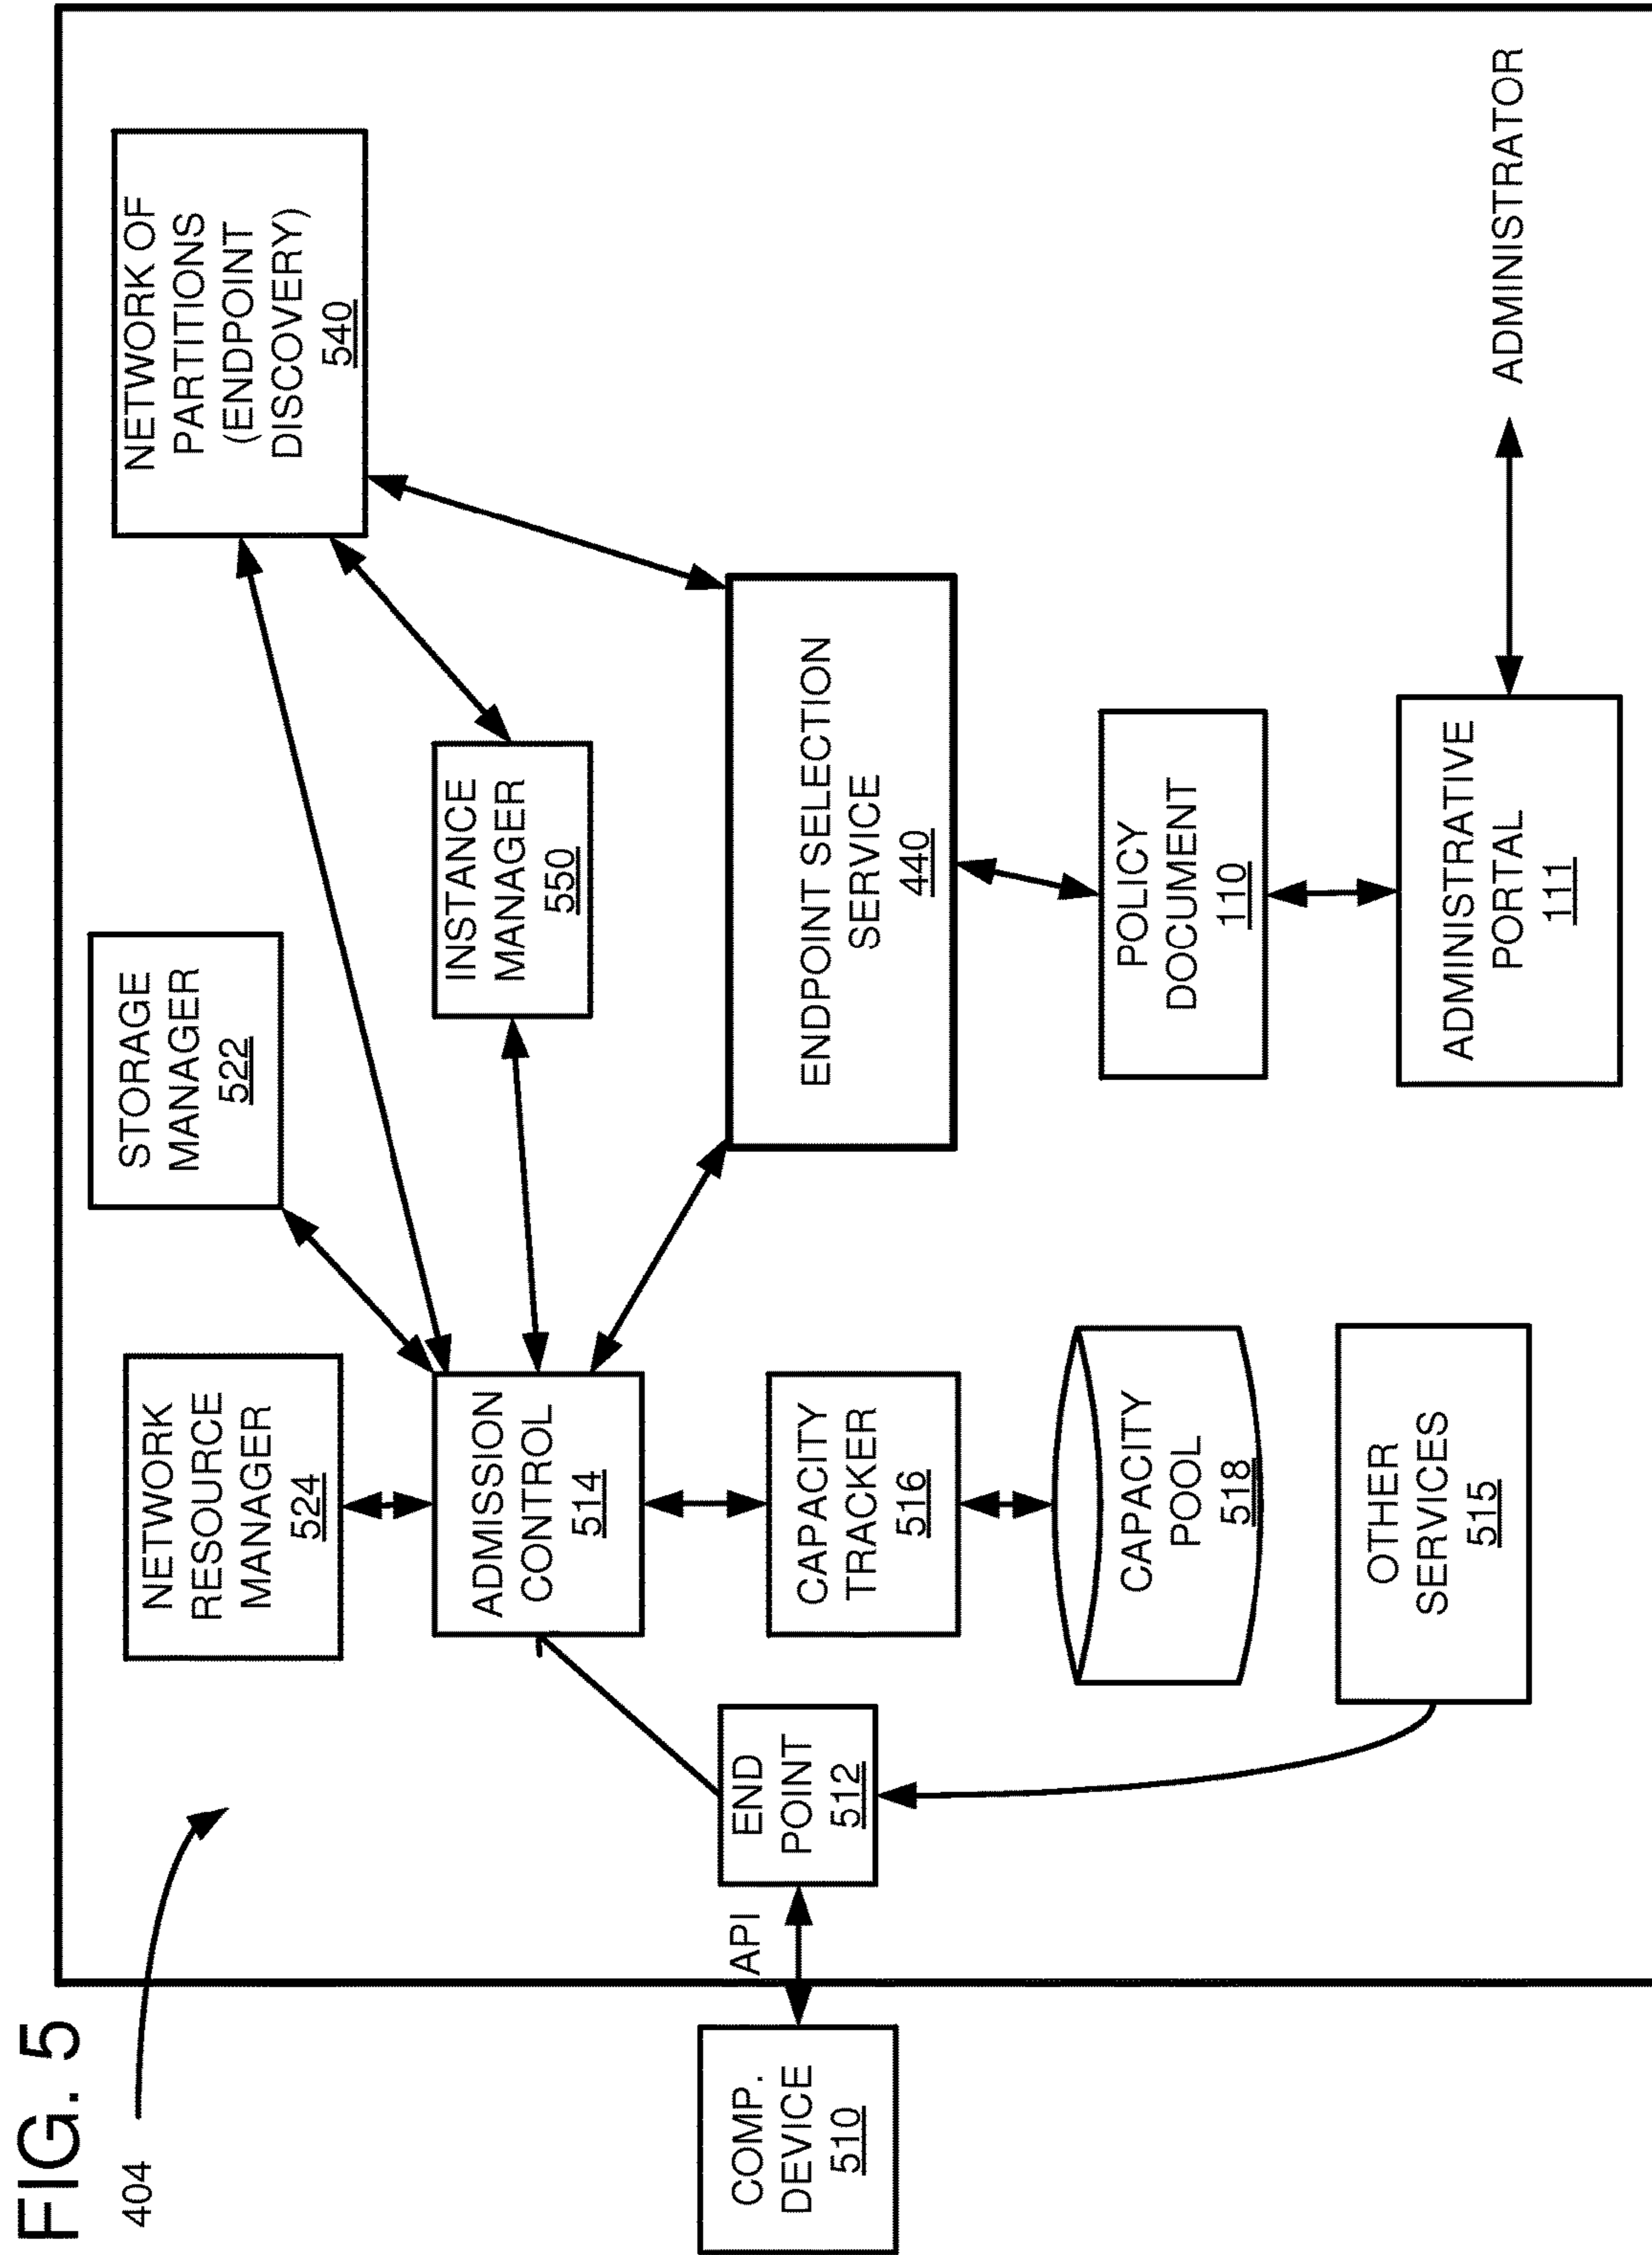 FIG. 5
404
COMP.
DEVICE
510
API
END
POINT
512
NETWORK
RESOURCE
MANAGER
524
STORAGE
MANAGER
522
NETWORK OF
PARTITIONS
(ENDPOINT
DISCOVERY)
540
ADMISSION
CONTROL
514
INSTANCE
MANAGER
550
CAPACITY
TRACKER
516
ENDPOINT SELECTION
SERVICE
440
CAPACITY
POOL
518
POLICY
DOCUMENT
110
OTHER
SERVICES
515
ADMINISTRATIVE
PORTAL
111
ADMINISTRATOR